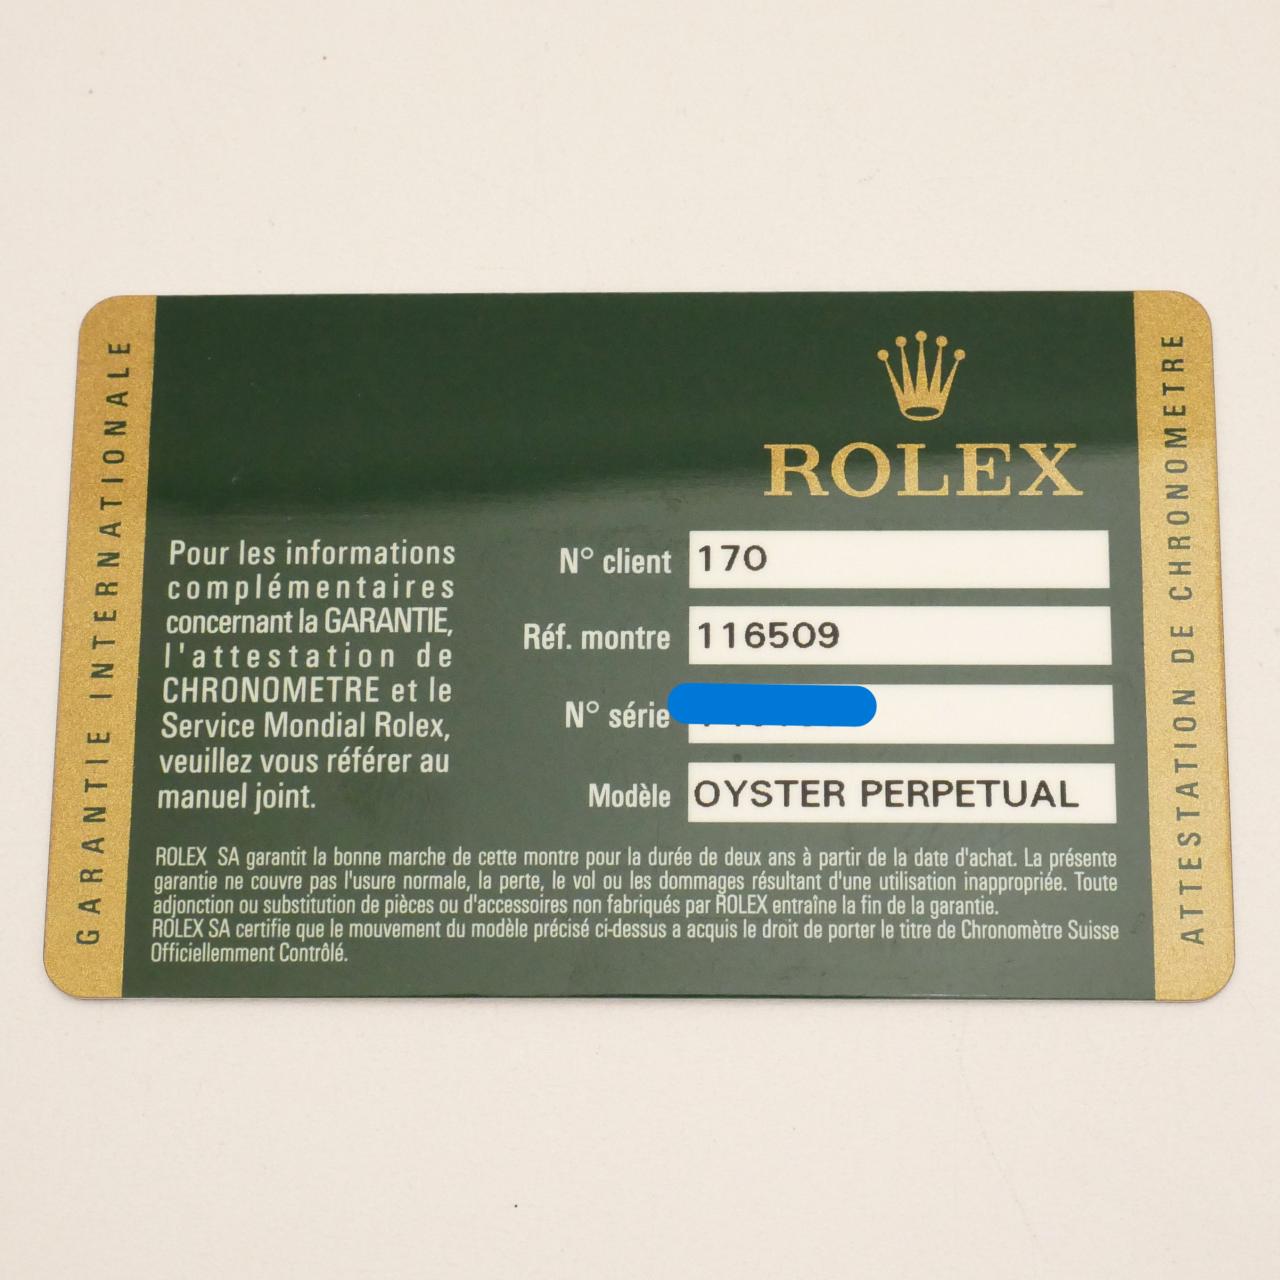 GARANTIE INTERNATIONALE
ROLEX
Pour les informations
complémentaires
concernant la GARANTIE,
l'attestation de
CHRONOMETRE et le
Service Mondial Rolex,
veuillez vous référer au
manuel joint.
N° client 170
Réf. montre 116509
N° série
Modèle OYSTER PERPETUAL
ROLEX SA garantit la bonne marche de cette montre pour la durée de deux ans à partir de la date d'achat. La présente
garantie ne couvre pas l'usure normale, la perte, le vol ou les dommages résultant d'une utilisation inappropriée. Toute
adjonction ou substitution de pièces ou d'accessoires non fabriqués par ROLEX entraîne la fin de la garantie.
ROLEX SA certifie que le mouvement du modèle précisé ci-dessus a acquis le droit de porter le titre de Chronomètre Suisse
Officiellemment Contrôlé.
ATTESTATION DE CHRONOMETRE